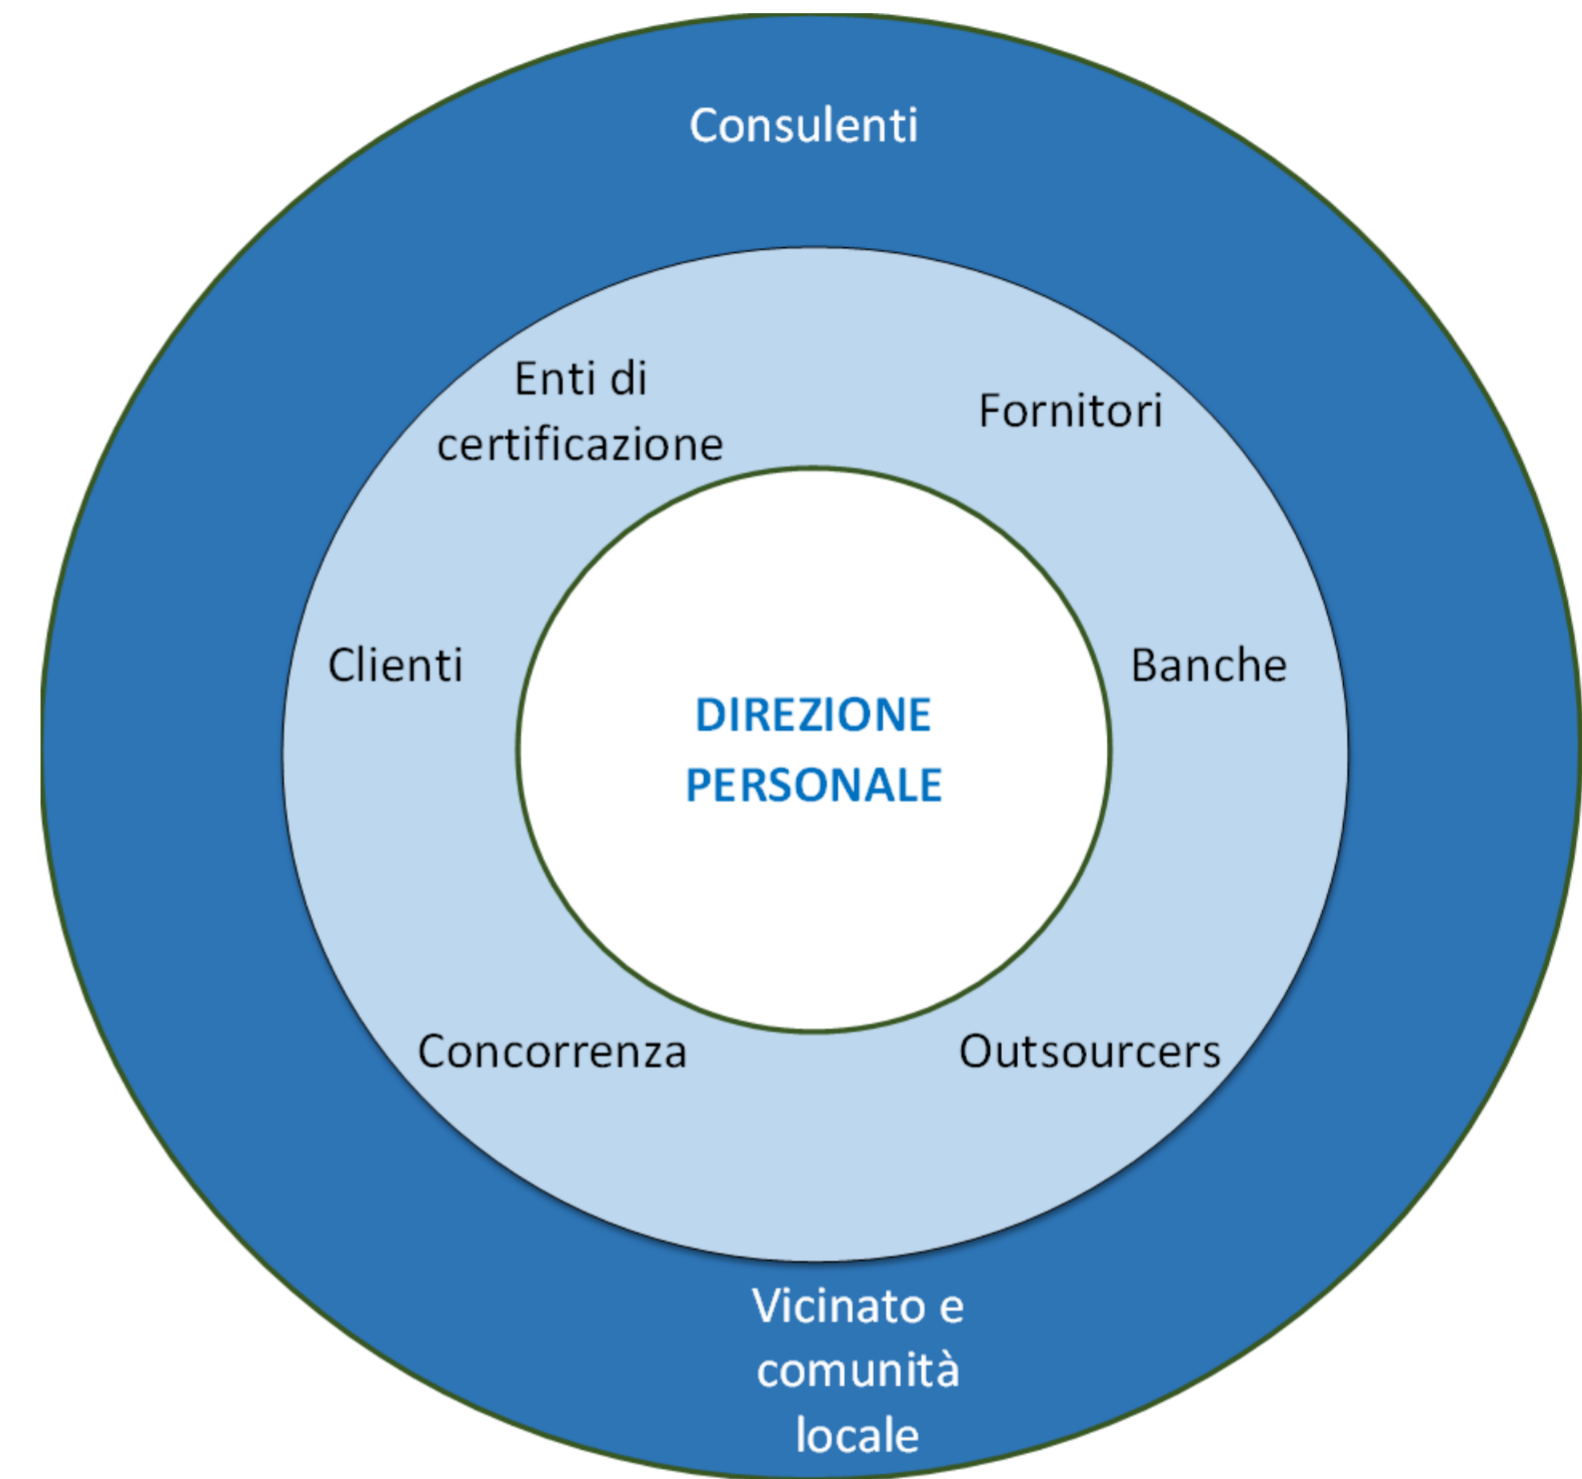 Consulenti
Enti di
certificazione
Fornitori
Clienti
Banche
DIREZIONE
PERSONALE
Concorrenza
Outsourcers
Vicinato e
comunità
locale